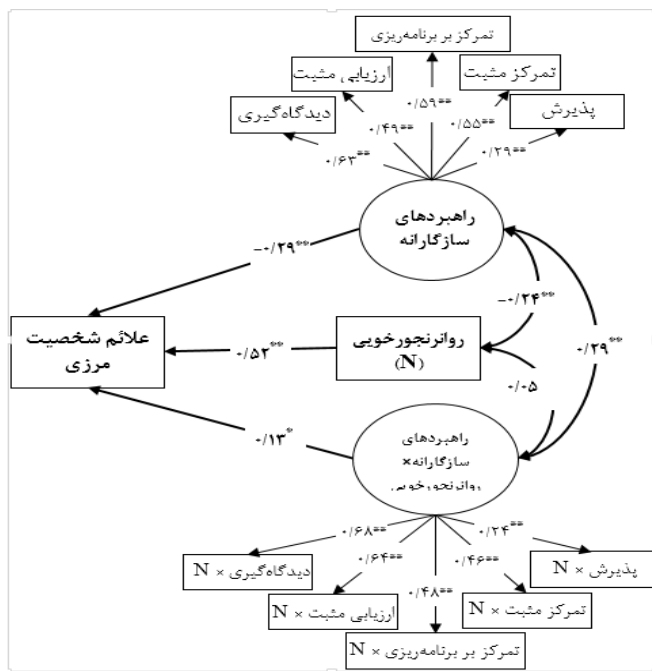 تمرکز بر برنامه‌ریزی
ارزیابی مثبت
تمرکز مثبت
دیدگاه‌گیری
پذیرش
۰/۶۳**
۰/۴۹**
۰/۵۹**
۰/۵۵**
۰/۲۹**
راهبردهای
سازگارانه
−۰/۲۹**
−۰/۲۴**
علائم شخصیت
مرزی
۰/۵۲**
روانرنجورخویی
(N)
۰/۲۹**
۰/۰۵
۰/۱۳*
راهبردهای
سازگارانه×
روانرنجورخویی
۰/۶۸**
۰/۶۴**
۰/۴۸**
۰/۴۶**
۰/۲۴**
دیدگاه‌گیری × N
پذیرش × N
ارزیابی مثبت × N
تمرکز مثبت × N
تمرکز بر برنامه‌ریزی × N